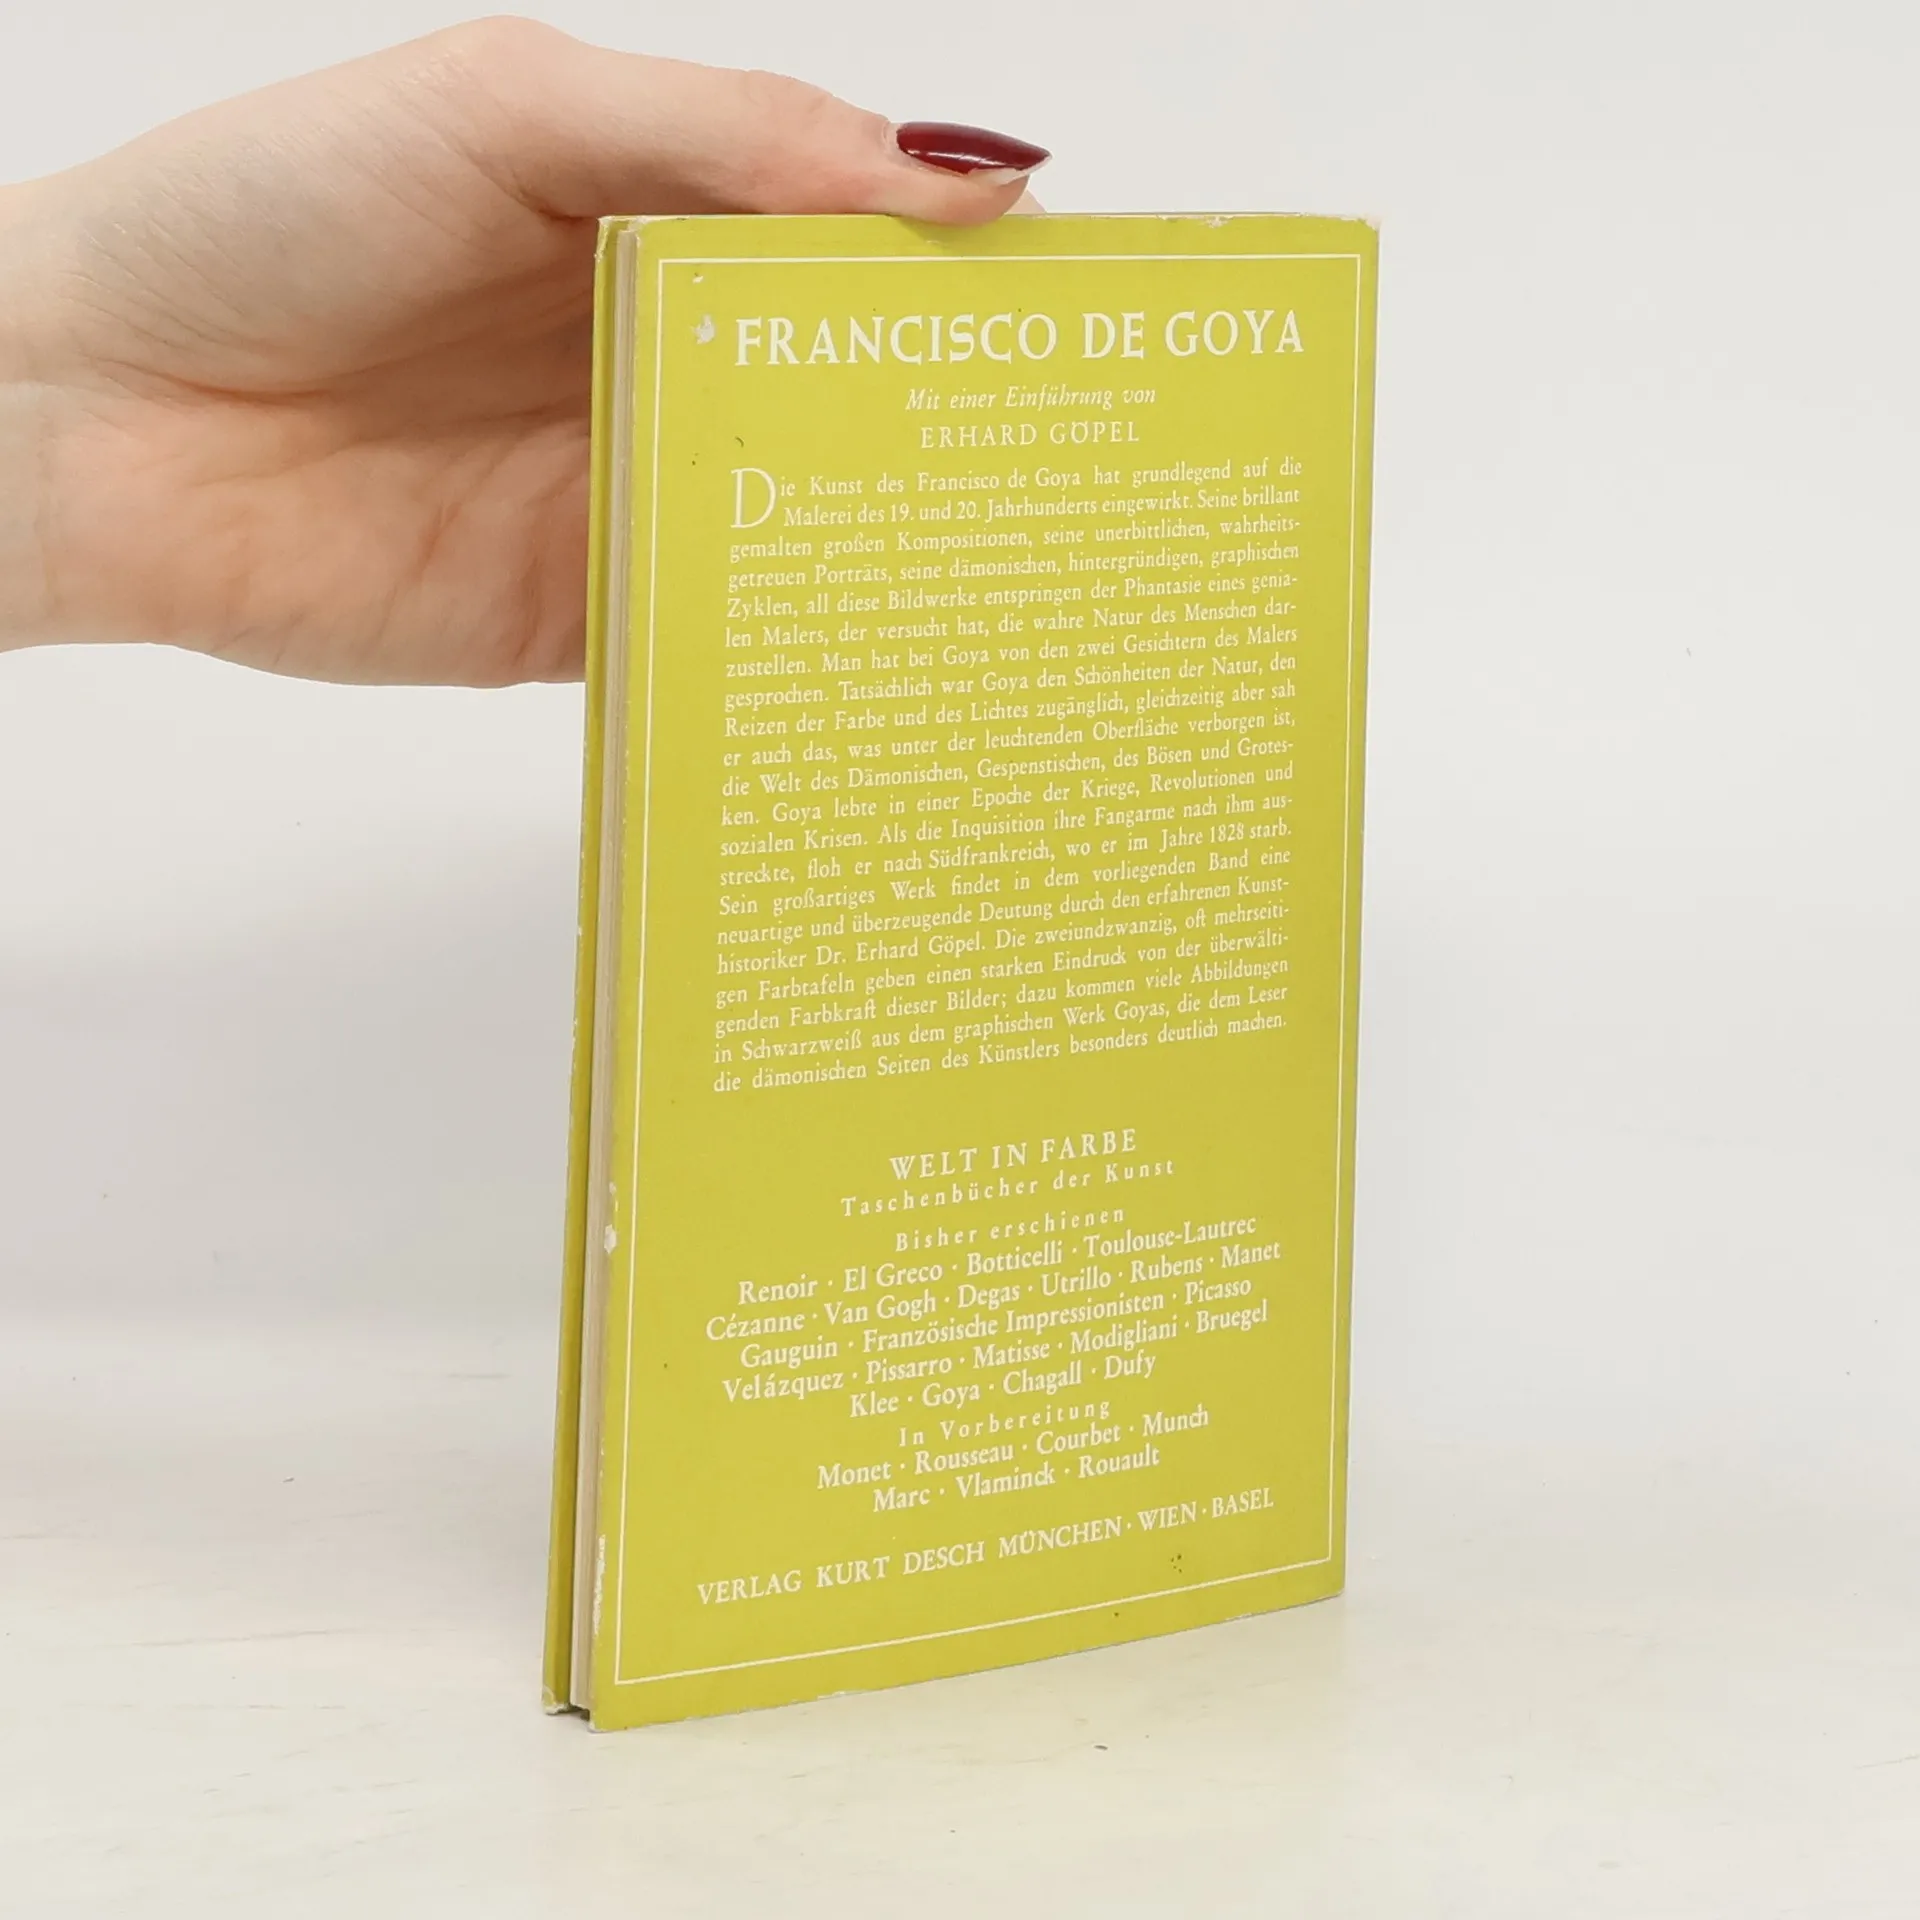 FRANCISCO DE GOYA
Mit einer Einführung von
ERHARD GÖPEL
Die Kunst des Francisco de Goya hat grundlegend auf die
Malerei des 19. und 20. Jahrhunderts eingewirkt. Seine brillant
gemalten großen Kompositionen, seine unerbittlichen, wahrheits-
getreuen Porträts, seine dämonischen, hintergründigen, graphischen
Zyklen, all diese Bildwerke entspringen der Phantasie eines genia-
len Malers, der versucht hat, die wahre Natur des Menschen dar-
zustellen. Man hat bei Goya von den zwei Gesichtern des Malers
gesprochen. Tatsächlich war Goya den Schönheiten der Natur, den
Reizen der Farbe und des Lichtes zugänglich, gleichzeitig aber sah
er auch das, was unter der leuchtenden Oberfläche verborgen ist,
die Welt des Dämonischen, Gespenstischen, des Bösen und Grotes-
ken. Goya lebte in einer Epoche der Kriege, Revolutionen und
sozialen Krisen. Als die Inquisition ihre Fangarme nach ihm aus-
streckte, floh er nach Südfrankreich, wo er im Jahre 1828 starb.
Sein großartiges Werk findet in dem vorliegenden Band eine
neuartige und überzeugende Deutung durch den erfahrenen Kunst-
historiker Dr. Erhard Göpel. Die zweiundzwanzig, oft mehrseiti-
gen Farbtafeln geben einen starken Eindruck von der überwälti-
genden Farbkraft dieser Bilder; dazu kommen viele Abbildungen
in Schwarzweiß aus dem graphischen Werk Goyas, die dem Leser
die dämonischen Seiten des Künstlers besonders deutlich machen.
WELT IN FARBE
Taschenbücher der Kunst
Bisher erschienen
Renoir · El Greco · Botticelli · Toulouse-Lautrec
Cézanne · Van Gogh · Degas · Utrillo · Rubens · Manet
Gauguin · Französische Impressionisten · Picasso
Velázquez · Pissarro · Matisse · Modigliani · Bruegel
Klee · Goya · Chagall · Dufy
In Vorbereitung
Monet · Rousseau · Courbet · Munch
Marc · Vlaminck · Rouault
VERLAG KURT DESCH MÜNCHEN · WIEN · BASEL